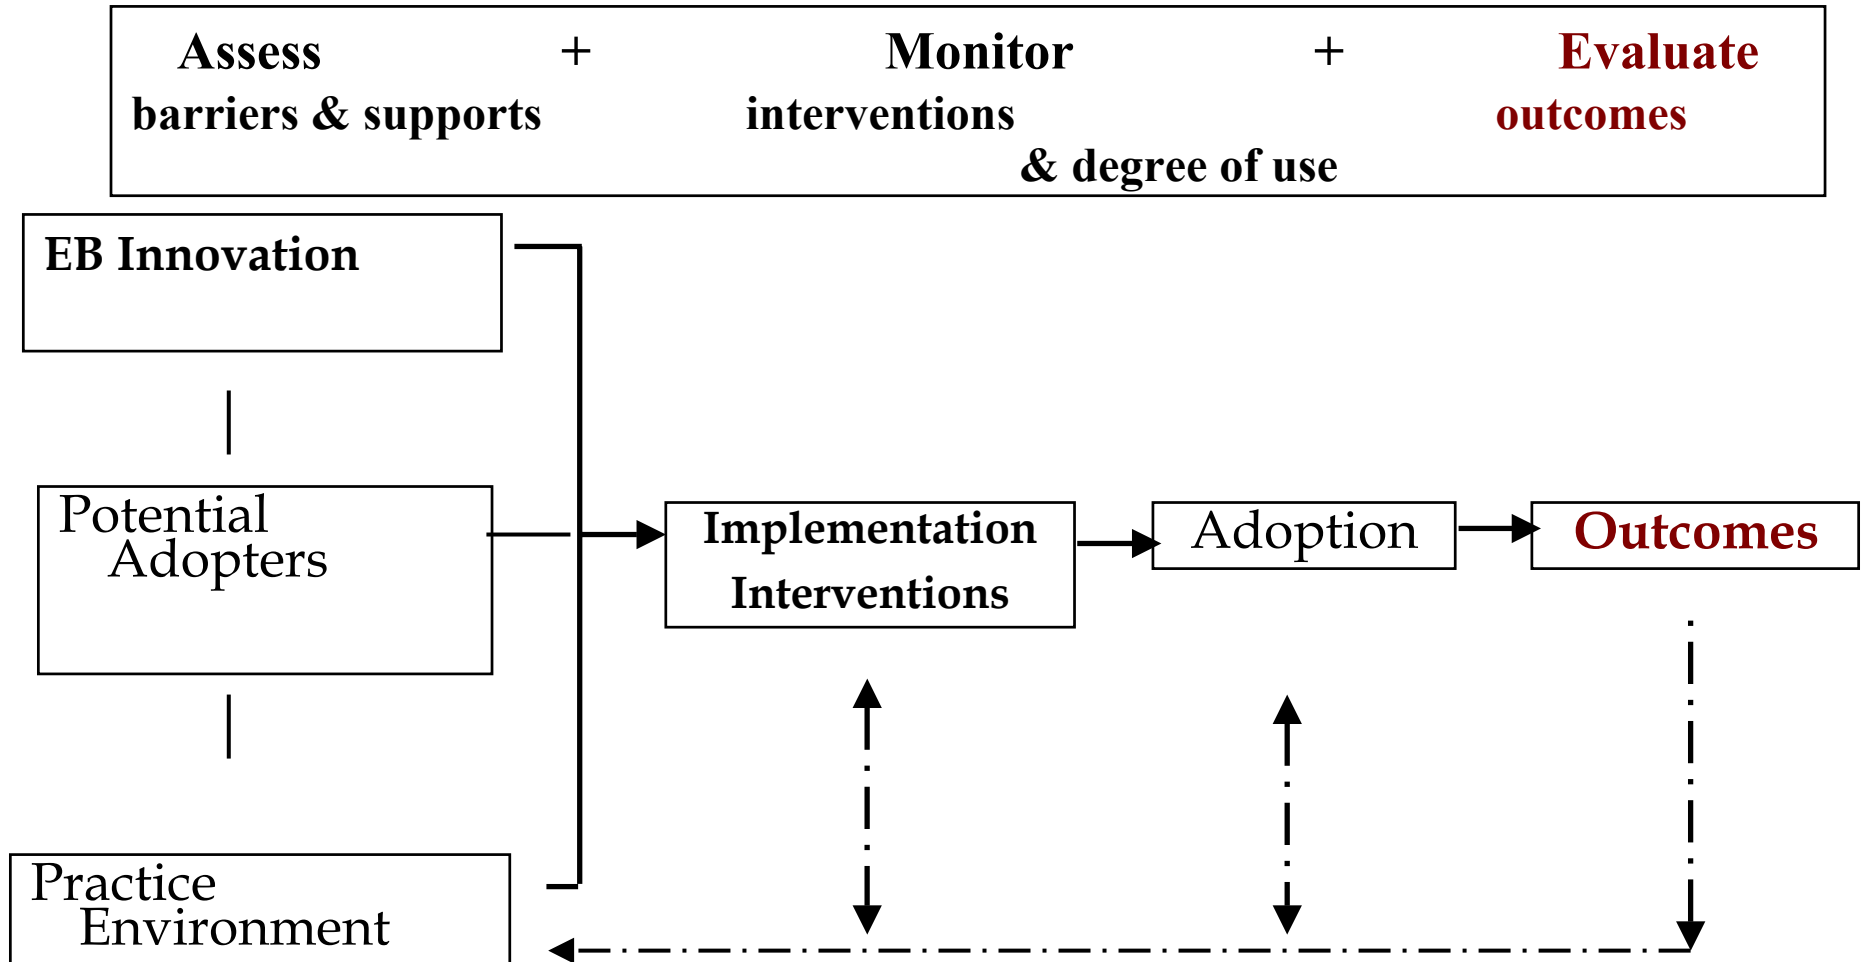 Assess + Monitor + Evaluate
barriers & supports interventions outcomes
& degree of use
EB Innovation
Potential
Adopters
Implementation
Interventions
Adoption
Outcomes
Practice
Environment